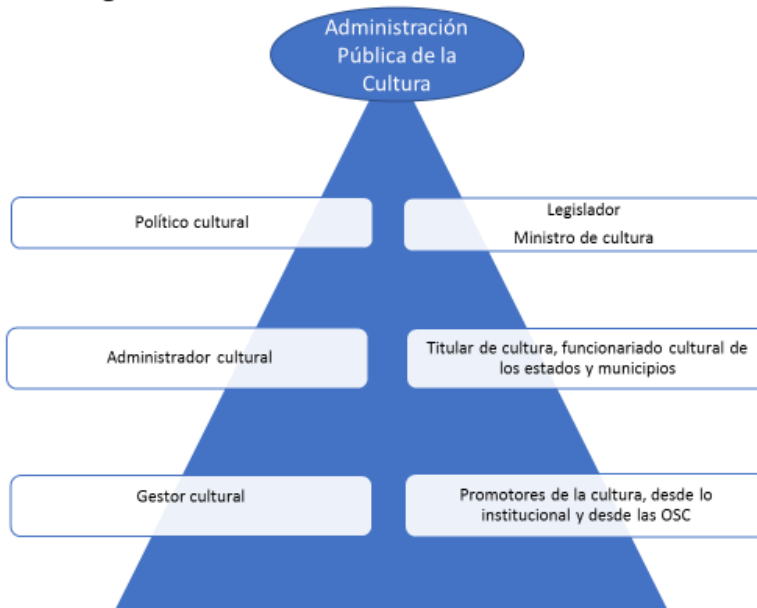 Administración
Pública de la
Cultura
Político cultural
Legislador
Ministro de cultura
Administrador cultural
Titular de cultura, funcionariado cultural de
los estados y municipios
Gestor cultural
Promotores de la cultura, desde lo
institucional y desde las OSC